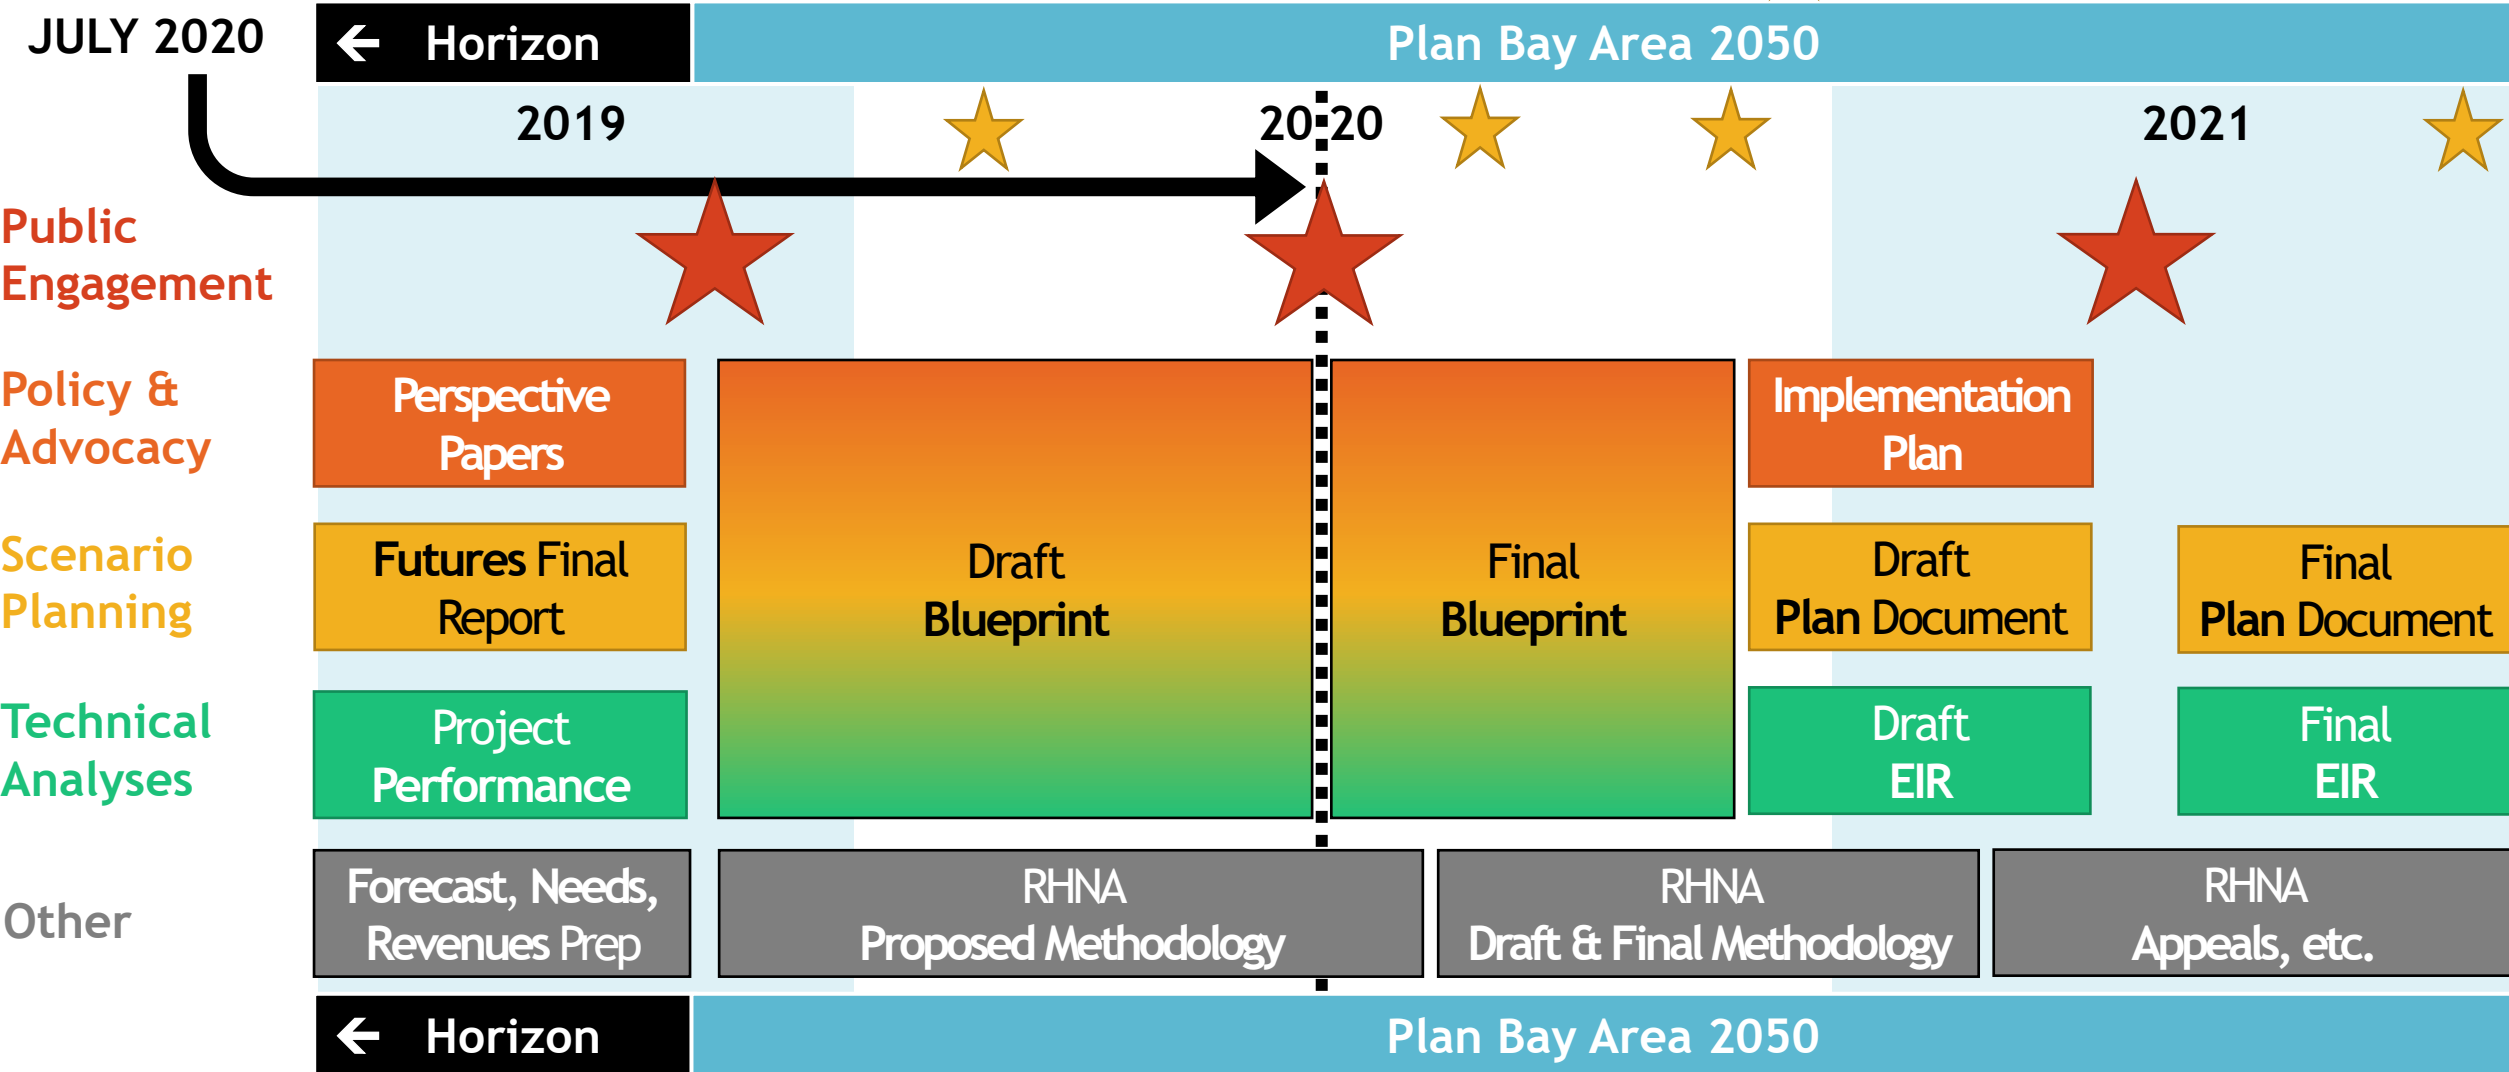 JULY 2020
Horizon
Plan Bay Area 2050
2019
2020
2021
Public
Engagement
Policy &
Advocacy
Perspective
Papers
Implementation
Plan
Scenario
Planning
Futures Final
Report
Draft
Blueprint
Final
Blueprint
Draft
Plan Document
Final
Plan Document
Technical
Analyses
Project
Performance
Draft
EIR
Final
EIR
Other
Forecast, Needs,
Revenues Prep
RHNA
Proposed Methodology
RHNA
Draft & Final Methodology
RHNA
Appeals, etc.
Horizon
Plan Bay Area 2050